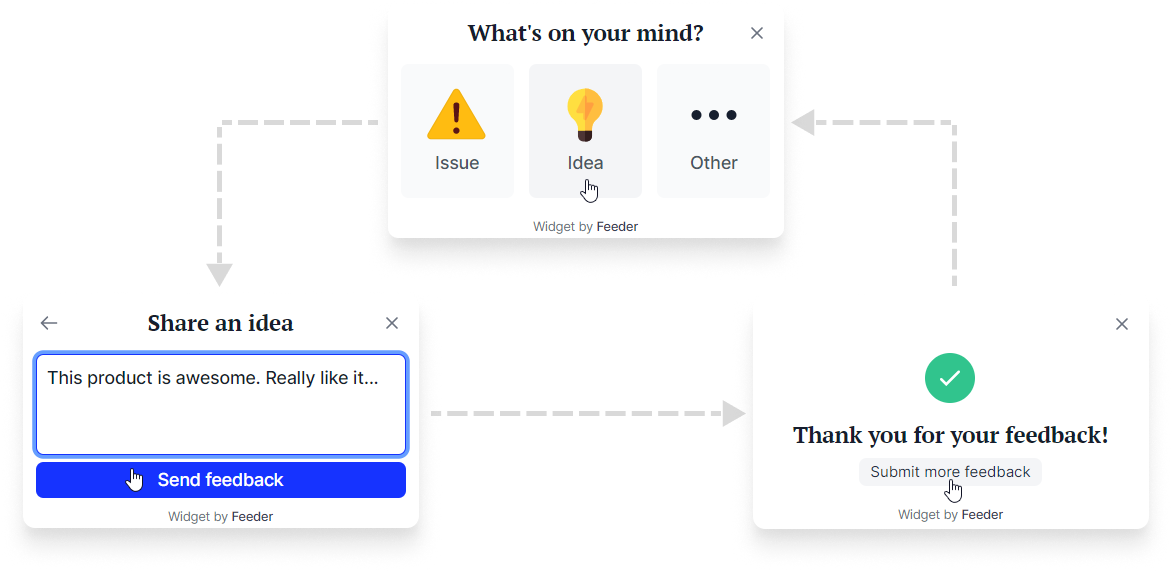 What's on your mind?
Issue
Idea
Other
Widget by Feeder
Share an idea
This product is awesome. Really like it...
Send feedback
Widget by Feeder
Thank you for your feedback!
Submit more feedback
Widget by Feeder